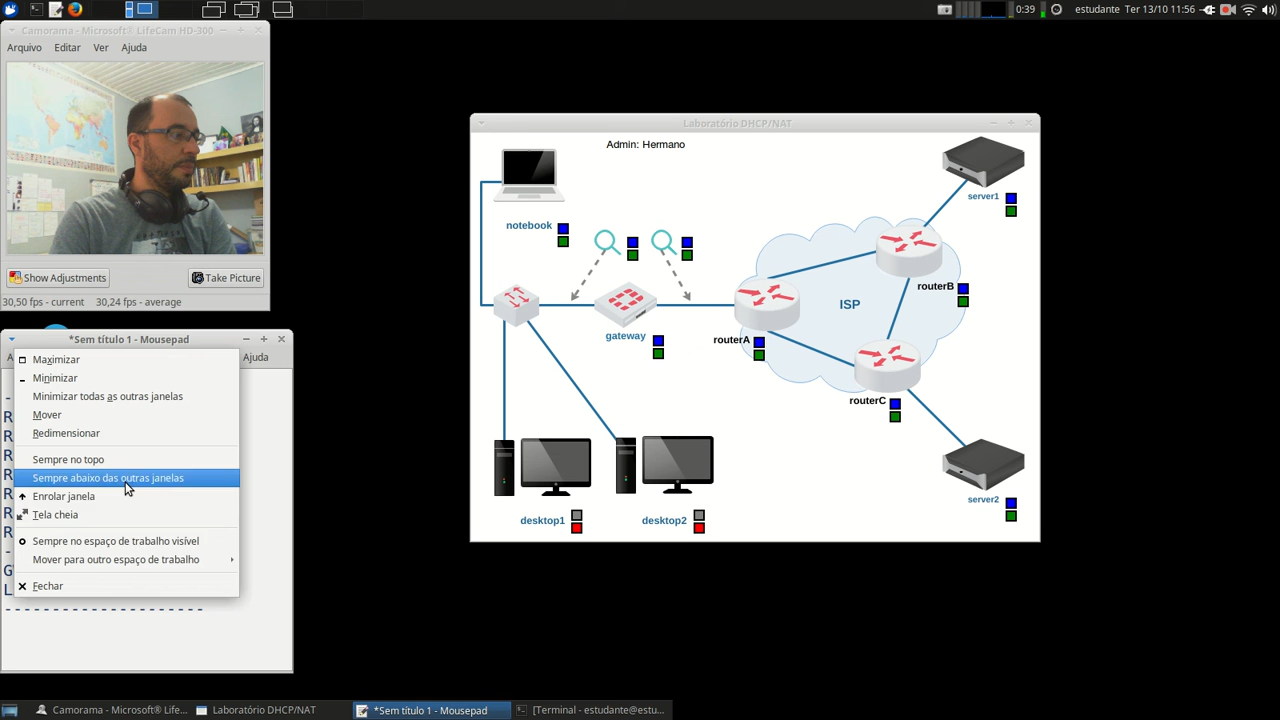 0:39 estudante Ter 13/10 11:56
Camorama - Microsoft® LifeCam HD-300
Arquivo Editar Ver Ajuda
Show Adjustments Take Picture
30,50 fps - current 30,24 fps - average
*Sem título 1 - Mousepad
A Ajuda
Maximizar
Minimizar
Minimizar todas as outras janelas
Mover
Redimensionar
Sempre no topo
Sempre abaixo das outras janelas
Enrolar janela
Tela cheia
Sempre no espaço de trabalho visível
Mover para outro espaço de trabalho
Fechar
-
R
R
R
R
R
R
R
-
G
L
---------------------
Laboratório DHCP/NAT
Admin: Hermano
server1
notebook
routerB
ISP
gateway
routerA
routerC
server2
desktop1
desktop2
Camorama - Microsoft® Life... Laboratório DHCP/NAT *Sem título 1 - Mousepad [Terminal - estudante@estu...